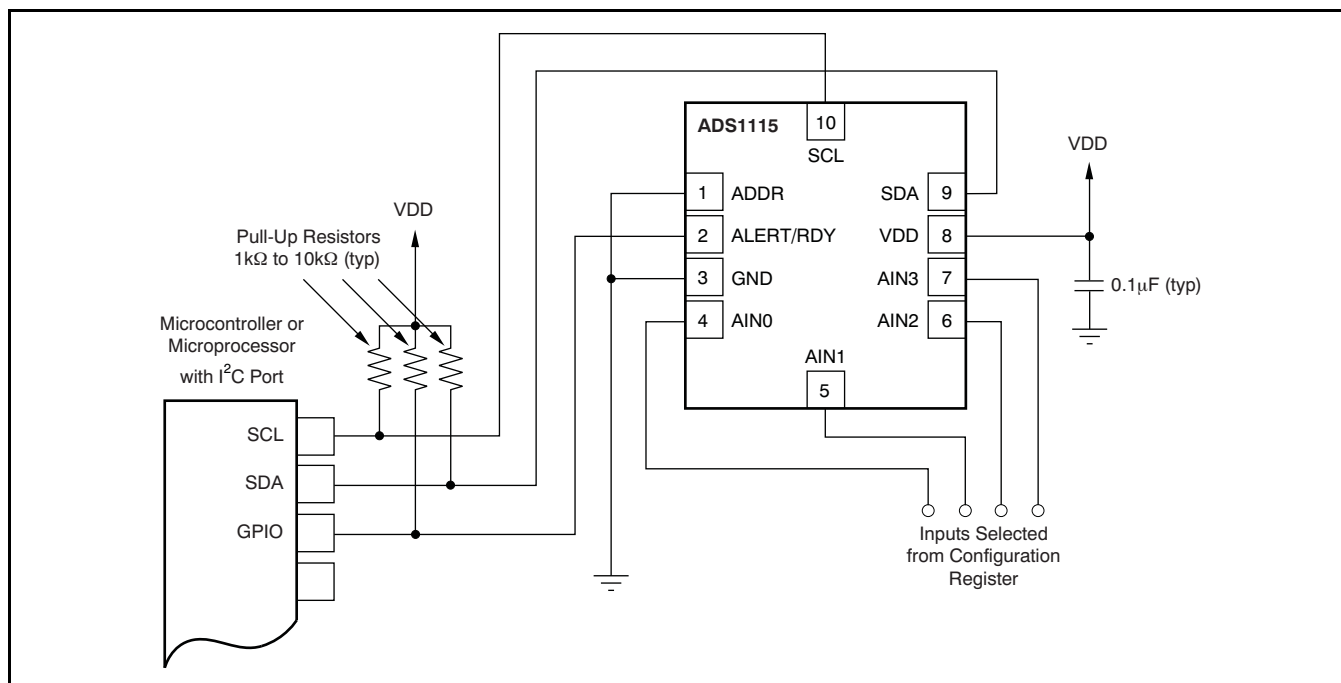 VDD
Pull-Up Resistors
1kΩ to 10kΩ (typ)
Microcontroller or
Microprocessor
with I²C Port
SCL
SDA
GPIO
ADS1115
10
SCL
1 ADDR
2 ALERT/RDY
3 GND
4 AIN0
AIN1
5
SDA 9
VDD 8
AIN3 7
AIN2 6
VDD
0.1μF (typ)
Inputs Selected
from Configuration
Register